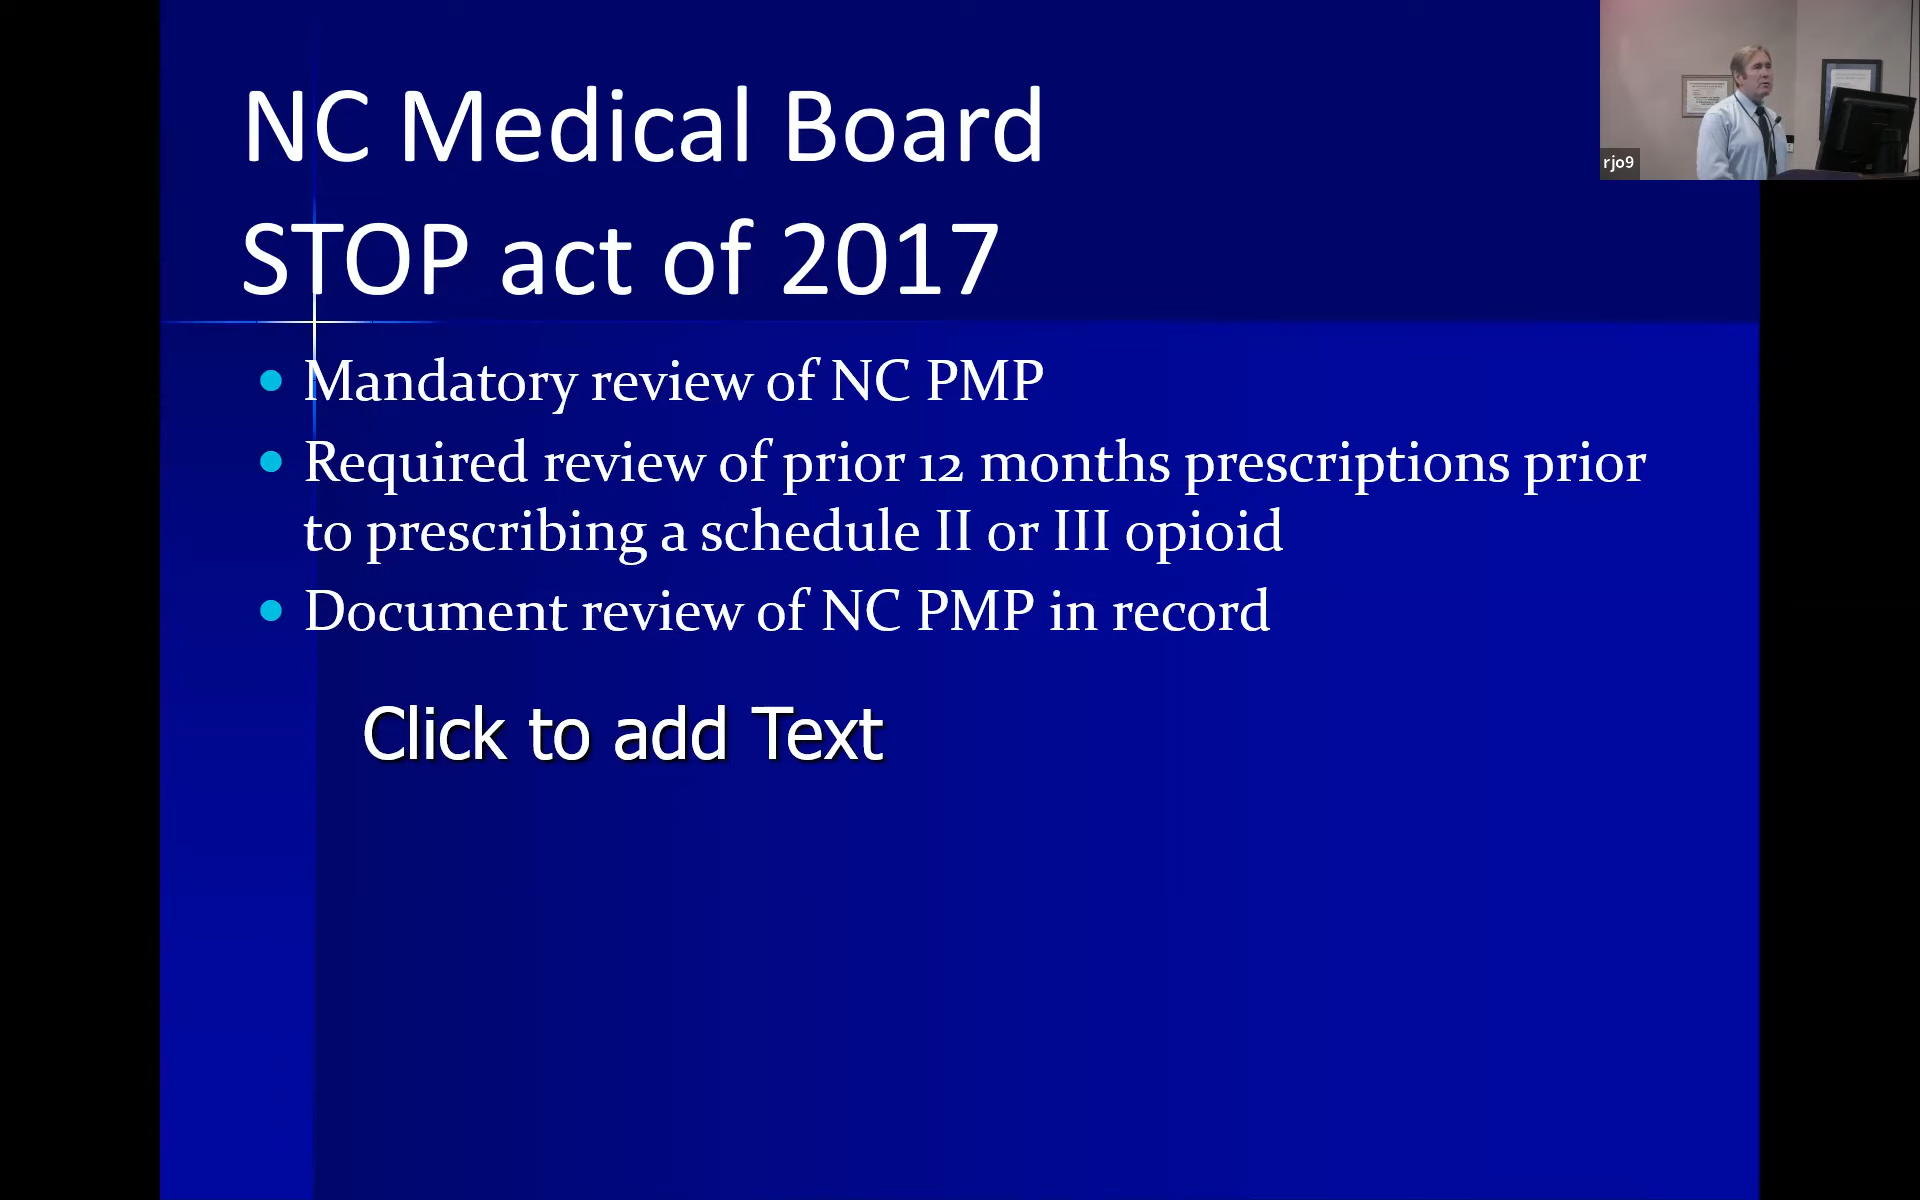 NC Medical Board
STOP act of 2017
Mandatory review of NC PMP
Required review of prior 12 months prescriptions prior
to prescribing a schedule II or III opioid
Document review of NC PMP in record
Click to add Text
rjo9